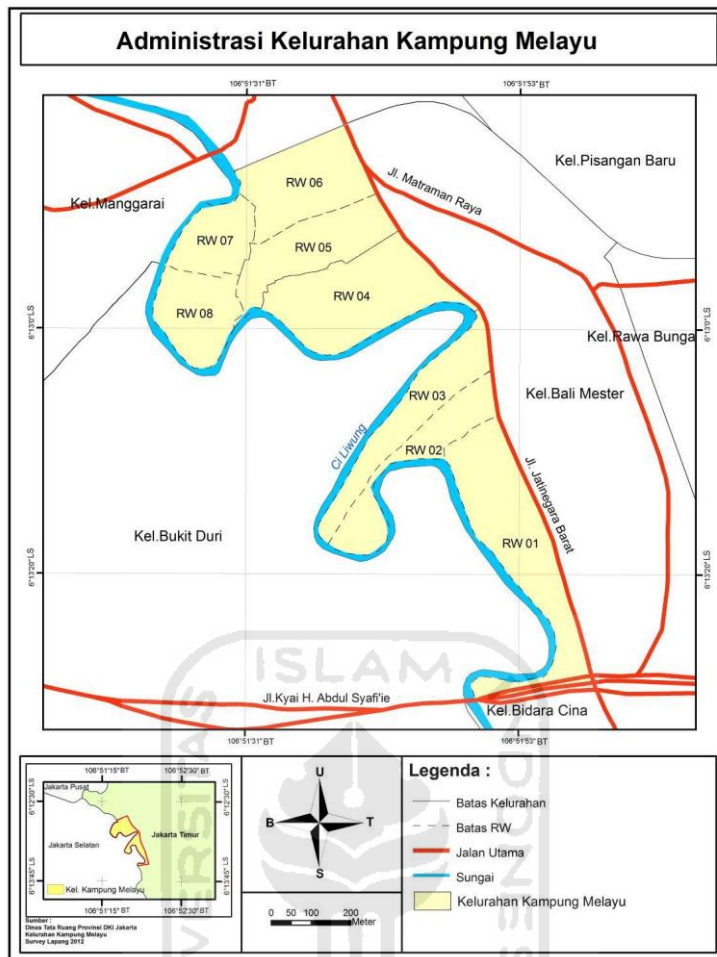 Administrasi Kelurahan Kampung Melayu
106°51'31" BT
106°51'53" BT
Kel.Pisangan Baru
Jl. Matraman Raya
RW 06
Kel.Manggarai
RW 07
RW 05
RW 08
RW 04
6°13'0" LS
6°13'0" LS
Kel.Rawa Bunga
Kel.Bali Mester
RW 03
Ci Liwung
RW 02
Jl. Jatinegara Barat
Kel.Bukit Duri
RW 01
6°13'20" LS
6°13'20" LS
ISLAM
Jl.Kyai H. Abdul Syafi'ie
Kel.Bidara Cina
106°51'31" BT
106°51'53" BT
106°51'15" BT
106°52'30" BT
6°12'30" LS
6°12'30" LS
Jakarta Pusat
Jakarta Selatan
Jakarta Timur
6°13'45" LS
6°13'45" LS
Kel. Kampung Melayu
106°51'15" BT
106°52'30" BT
Sumber :
Dinas Tata Ruang Provinsi DKI Jakarta
Kelurahan Kampung Melayu
Survey Lapang 2012
U
B
T
S
0 50 100 200
Meter
Legenda :
Batas Kelurahan
Batas RW
Jalan Utama
Sungai
Kelurahan Kampung Melayu